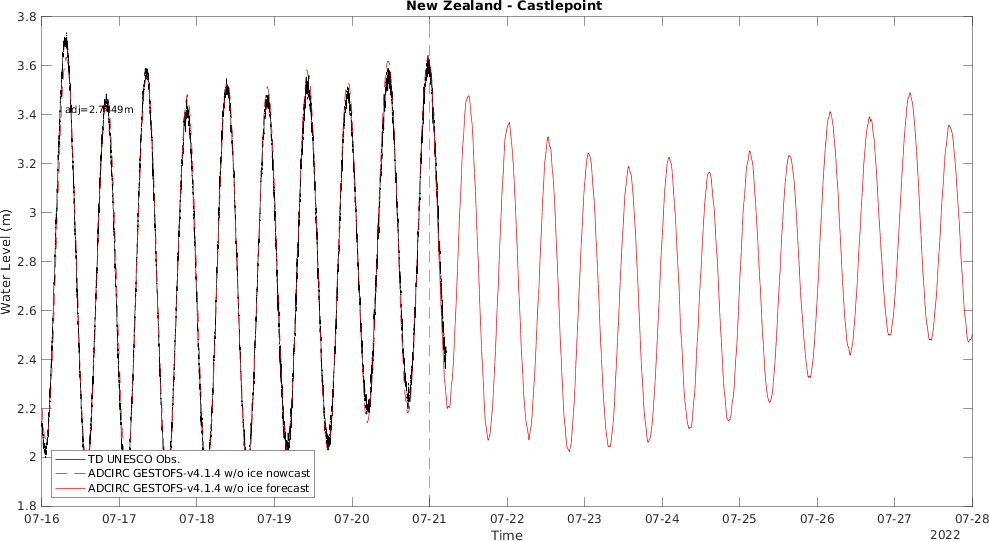 New Zealand - Castlepoint
3.8
3.6
3.4
3.2
3
2.8
2.6
2.4
2.2
2
1.8
Water Level (m)
TD UNESCO Obs.
ADCIRC GESTOFS-v4.1.4 w/o ice nowcast
ADCIRC GESTOFS-v4.1.4 w/o ice forecast
07-16 07-17 07-18 07-19 07-20 07-21 07-22 07-23 07-24 07-25 07-26 07-27 07-28
Time
2022